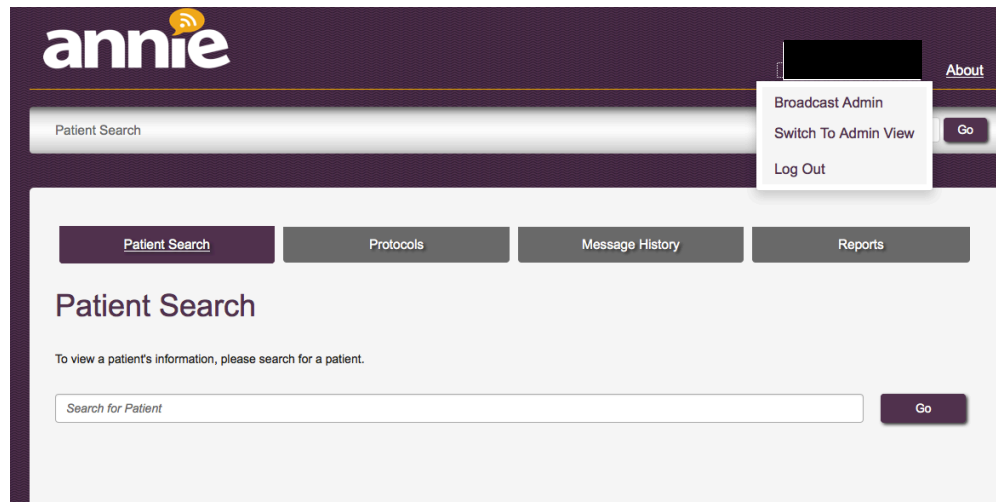 annie
About
Broadcast Admin
Patient Search
Switch To Admin View
Go
Log Out
Patient Search
Protocols
Message History
Reports
Patient Search
To view a patient's information, please search for a patient.
Search for Patient
Go